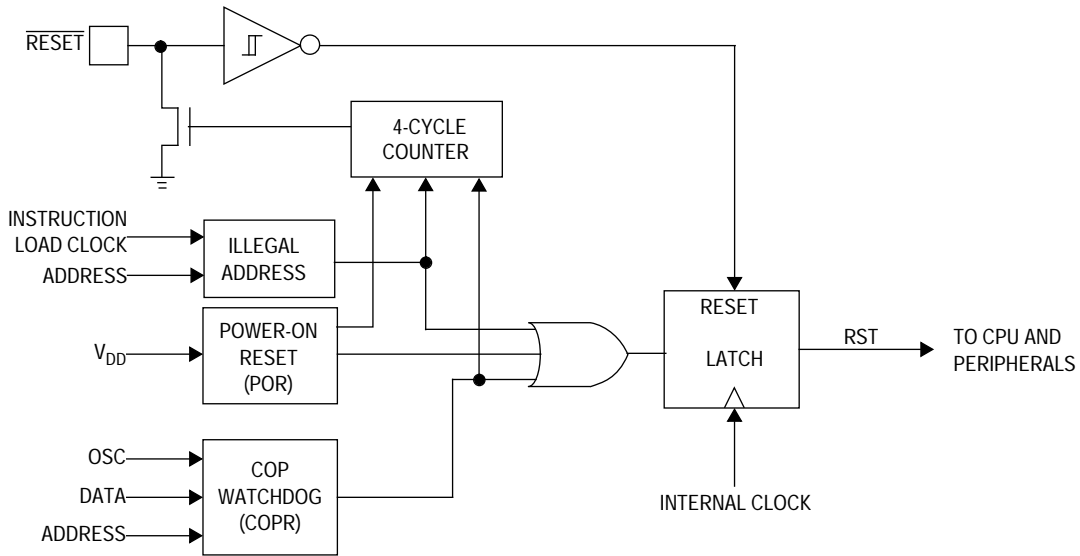 RESET
4-CYCLE
COUNTER
INSTRUCTION
LOAD CLOCK
ADDRESS
ILLEGAL
ADDRESS
VDD
POWER-ON
RESET
(POR)
OSC
DATA
ADDRESS
COP
WATCHDOG
(COPR)
RESET
LATCH
RST
TO CPU AND
PERIPHERALS
INTERNAL CLOCK